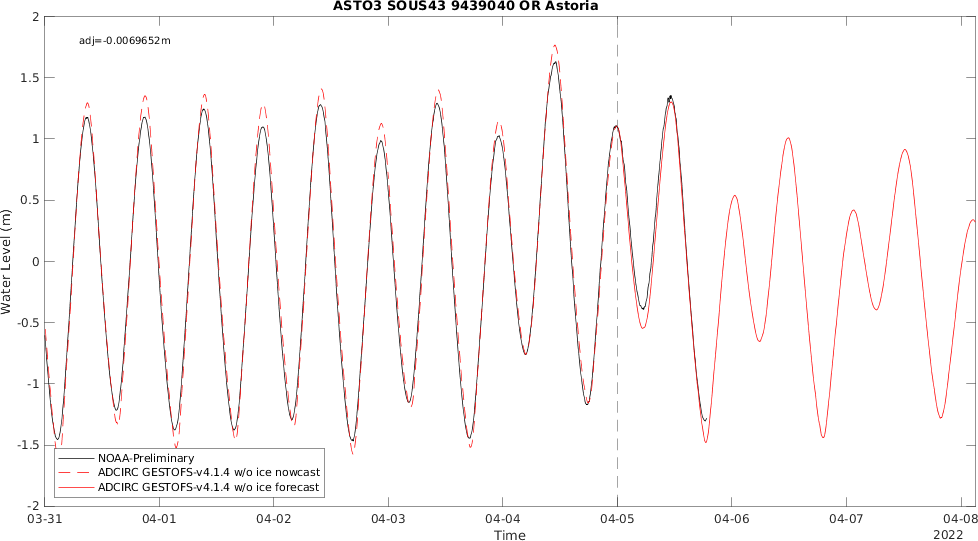 ASTO3 SOUS43 9439040 OR Astoria
adj=-0.0069652m
2
1.5
1
0.5
0
-0.5
-1
-1.5
-2
Water Level (m)
NOAA-Preliminary
ADCIRC GESTOFS-v4.1.4 w/o ice nowcast
ADCIRC GESTOFS-v4.1.4 w/o ice forecast
03-31 04-01 04-02 04-03 04-04 04-05 04-06 04-07 04-08
2022
Time